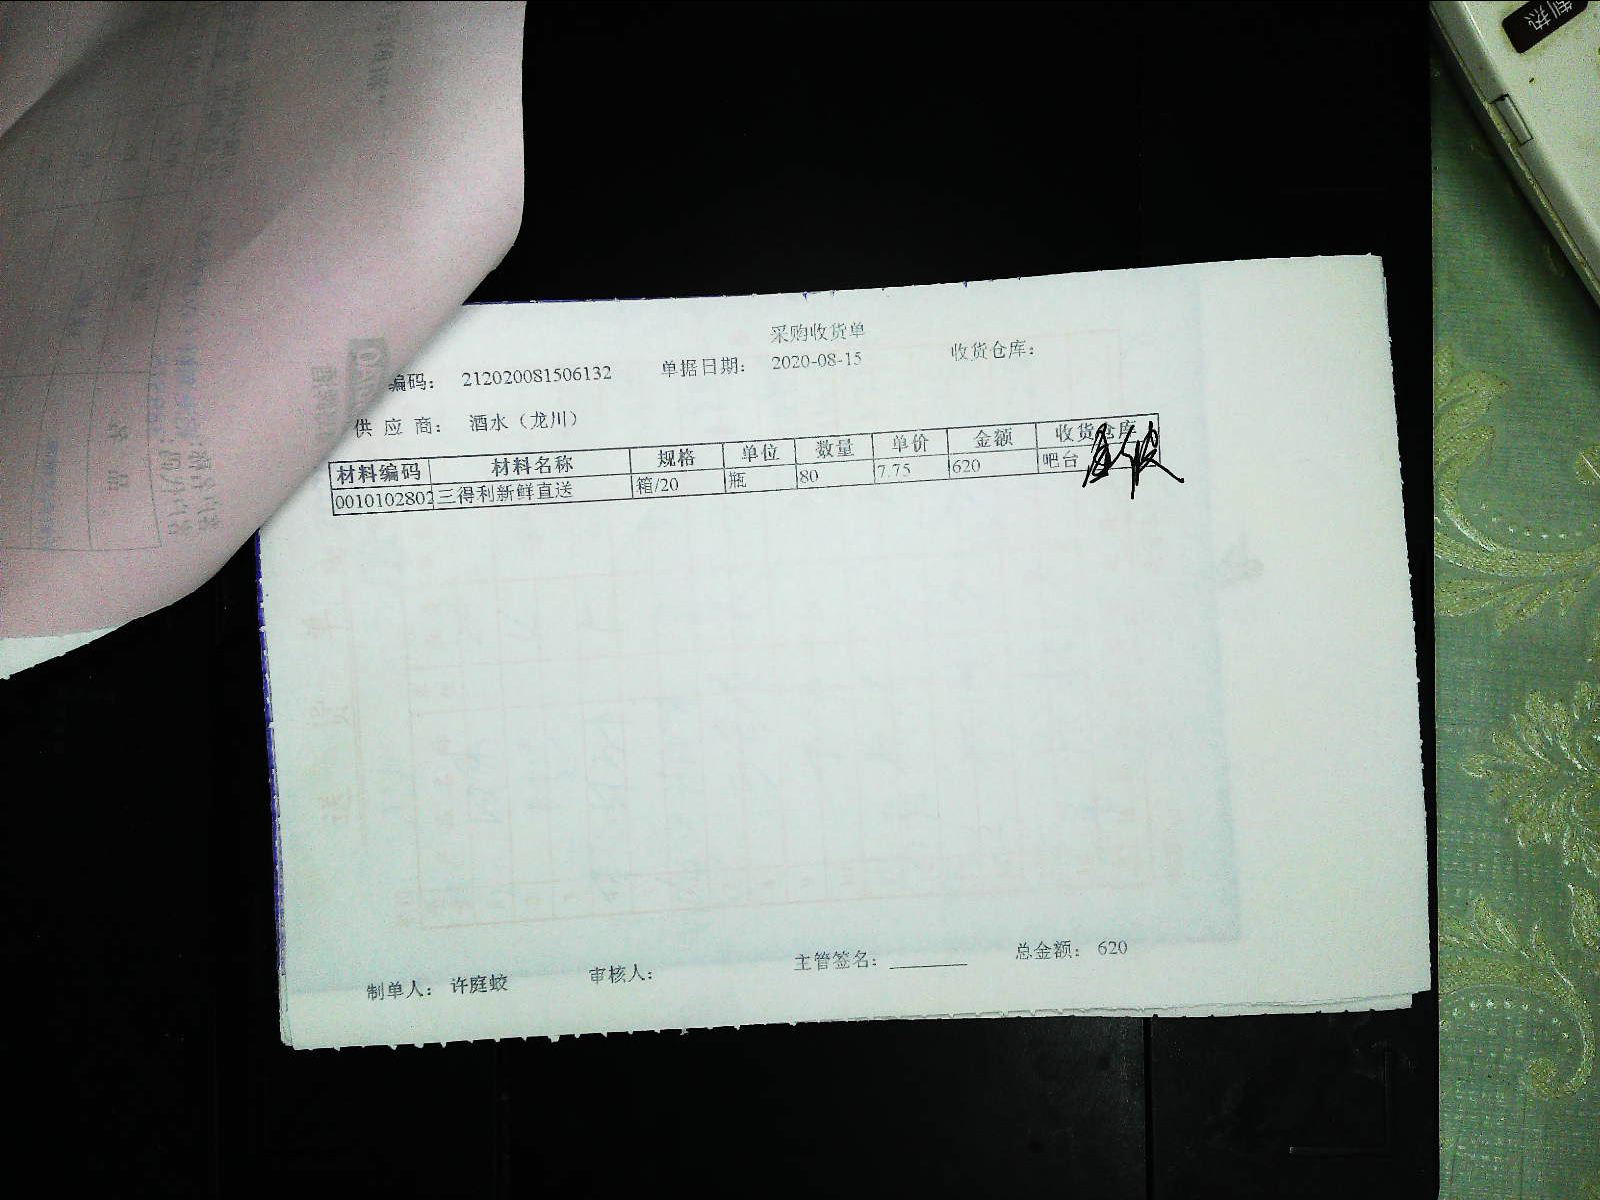 制热
采购收货单
编码： 212020081506132 单据日期： 2020-08-15 收货仓库：
供 应 商： 酒水（龙川）
材料编码 材料名称 规格 单位 数量 单价 金额 收货仓库
0010102802 三得利新鲜直送 箱/20 瓶 80 7.75 620 吧台
制单人： 许庭蛟 审核人： 主管签名： 总金额： 620